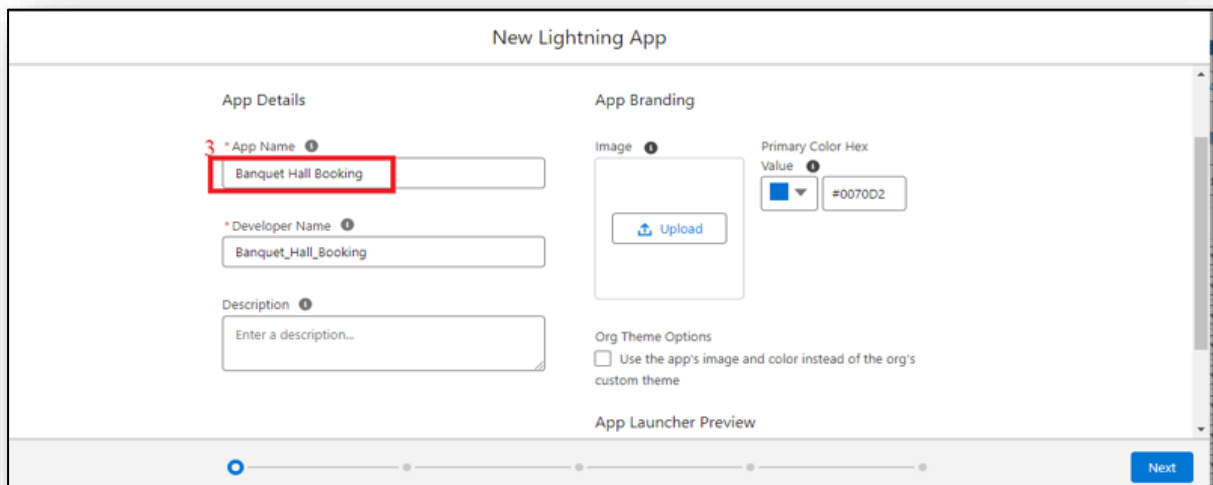 New Lightning App
App Details
3 *App Name
Banquet Hall Booking
*Developer Name
Banquet_Hall_Booking
Description
Enter a description...
App Branding
Image
Upload
Primary Color Hex
Value
#0070D2
Org Theme Options
Use the app's image and color instead of the org's
custom theme
App Launcher Preview
Next